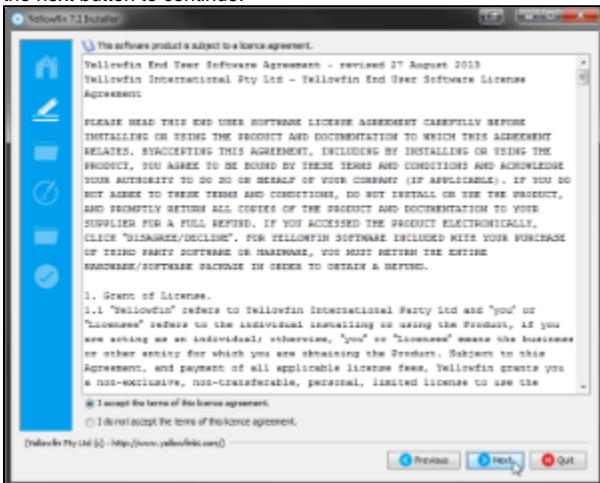 the next button to continue.
Yellowfin 7.1 Installer
This software product is subject to a licence agreement.
Yellowfin End User Software Agreement - revised 27 August 2013
Yellowfin International Pty Ltd - Yellowfin End User Software License
Agreement
PLEASE READ THIS END USER SOFTWARE LICENSE AGREEMENT CAREFULLY BEFORE
INSTALLING OR USING THE PRODUCT AND DOCUMENTATION TO WHICH THIS AGREEMENT
RELATES. BYACCEPTING THIS AGREEMENT, INCLUDING BY INSTALLING OR USING THE
PRODUCT, YOU AGREE TO BE BOUND BY THESE TERMS AND CONDITIONS AND ACKNOWLEDGE
YOUR AUTHORITY TO DO SO ON BEHALF OF YOUR COMPANY (IF APPLICABLE). IF YOU DO
NOT AGREE TO THESE TERMS AND CONDITIONS, DO NOT INSTALL OR USE THE PRODUCT,
AND PROMPTLY RETURN ALL COPIES OF THE PRODUCT AND DOCUMENTATION TO YOUR
SUPPLIER FOR A FULL REFUND. IF YOU ACCESSED THE PRODUCT ELECTRONICALLY,
CLICK "DISAGREE/DECLINE". FOR YELLOWFIN SOFTWARE INCLUDED WITH YOUR PURCHASE
OF THIRD PARTY SOFTWARE OR HARDWARE, YOU MUST RETURN THE ENTIRE
HARDWARE/SOFTWARE PACKAGE IN ORDER TO OBTAIN A REFUND.
1. Grant of License.
1.1 "Yellowfin" refers to Yellowfin International Party Ltd and "you" or
"Licensee" refers to the individual installing or using the Product, if you
are acting as an individual; otherwise, "you" or "Licensee" means the business
or other entity for which you are obtaining the Product. Subject to this
Agreement, and payment of all applicable license fees, Yellowfin grants you
a non-exclusive, non-transferable, personal, limited license to use the
I accept the terms of this licence agreement.
I do not accept the terms of this licence agreement.
(Yellowfin Pty Ltd (c) - http://www.yellowfinbi.com/)
Previous Next Quit